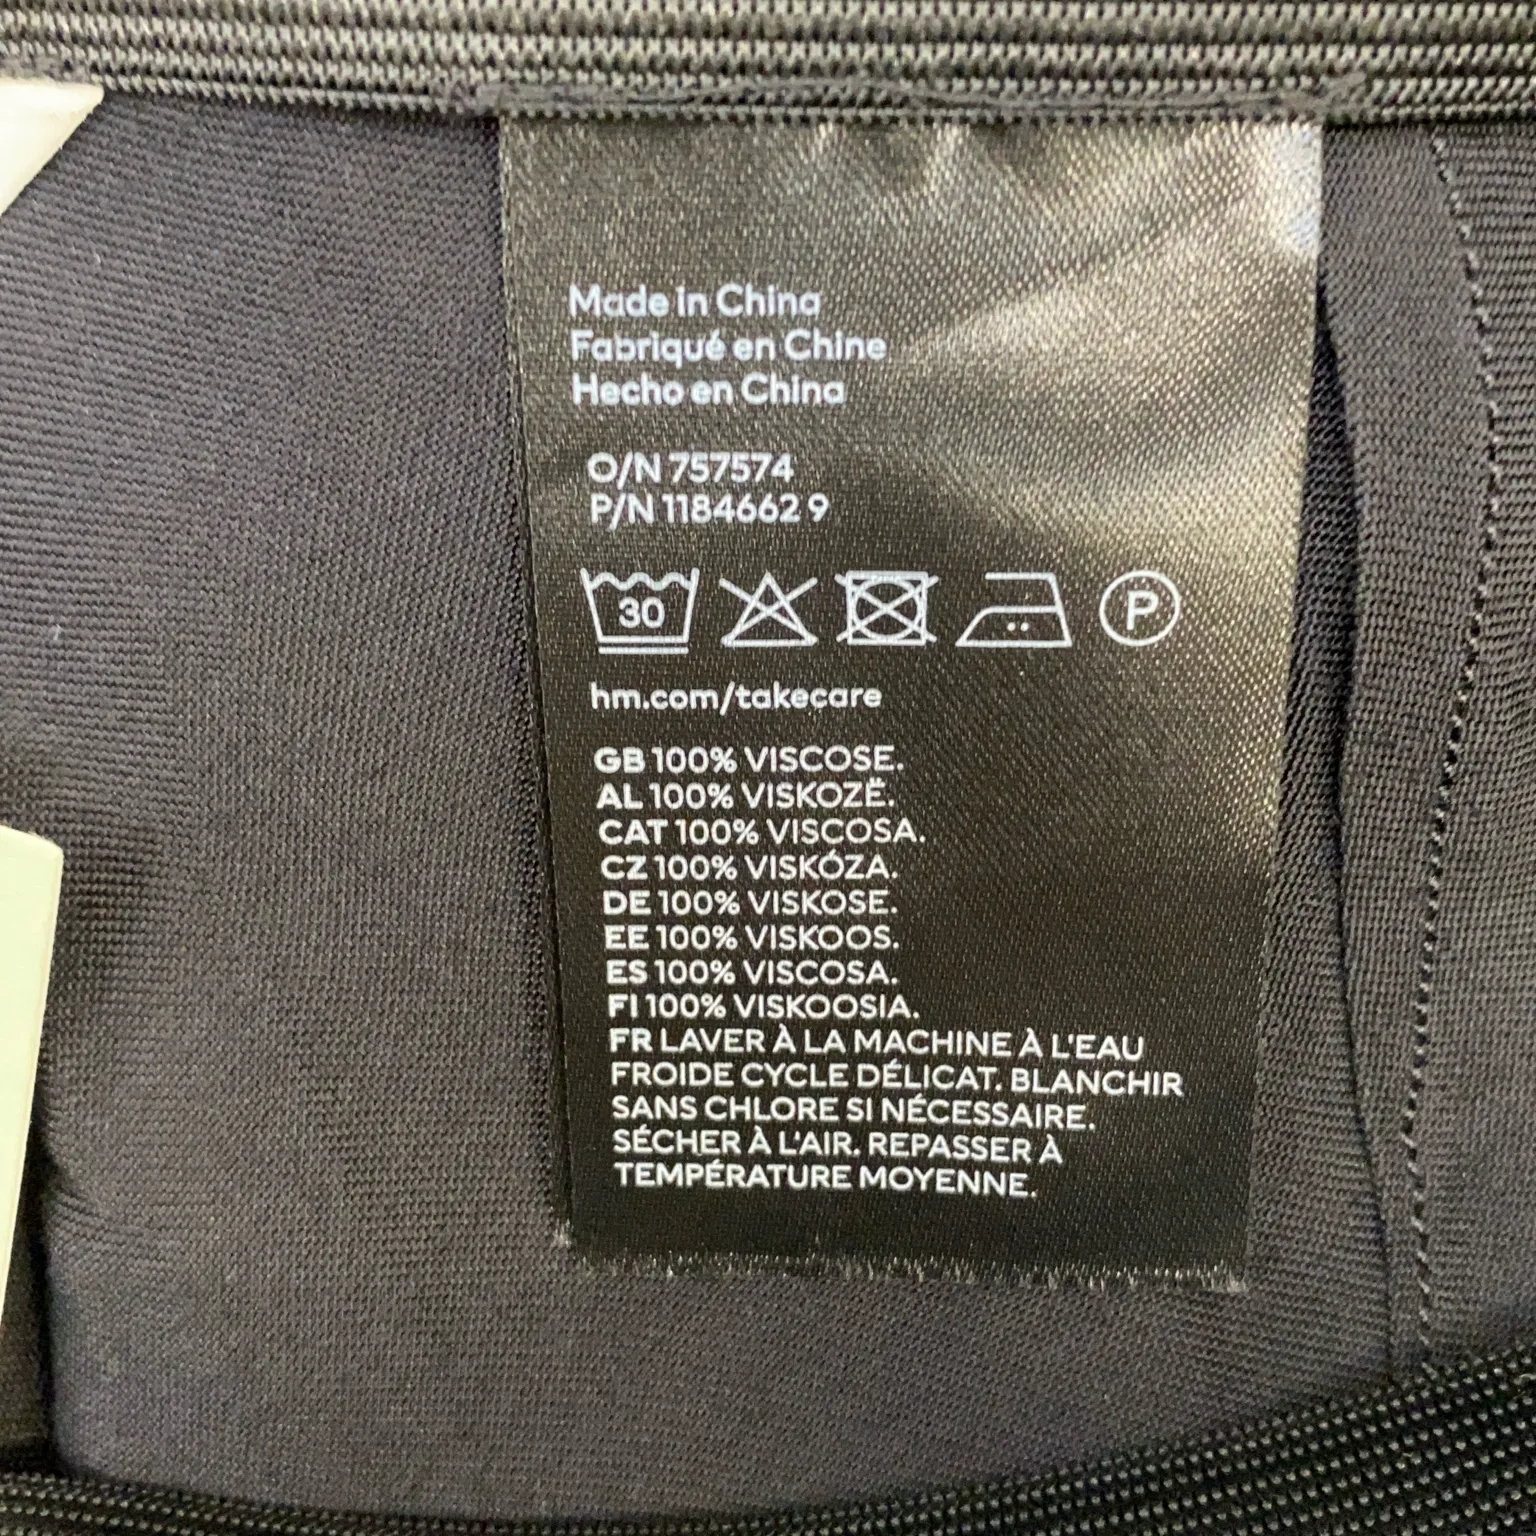 Made in China
Fabriqué en Chine
Hecho en China
O/N 757574
P/N 1184662 9
30 P
hm.com/takecare
GB 100% VISCOSE.
AL 100% VISKOZË.
CAT 100% VISCOSA.
CZ 100% VISKÓZA.
DE 100% VISKOSE.
EE 100% VISKOOS.
ES 100% VISCOSA.
FI 100% VISKOOSIA.
FR LAVER À LA MACHINE À L'EAU
FROIDE CYCLE DÉLICAT. BLANCHIR
SANS CHLORE SI NÉCESSAIRE.
SÉCHER À L'AIR. REPASSER À
TEMPÉRATURE MOYENNE.